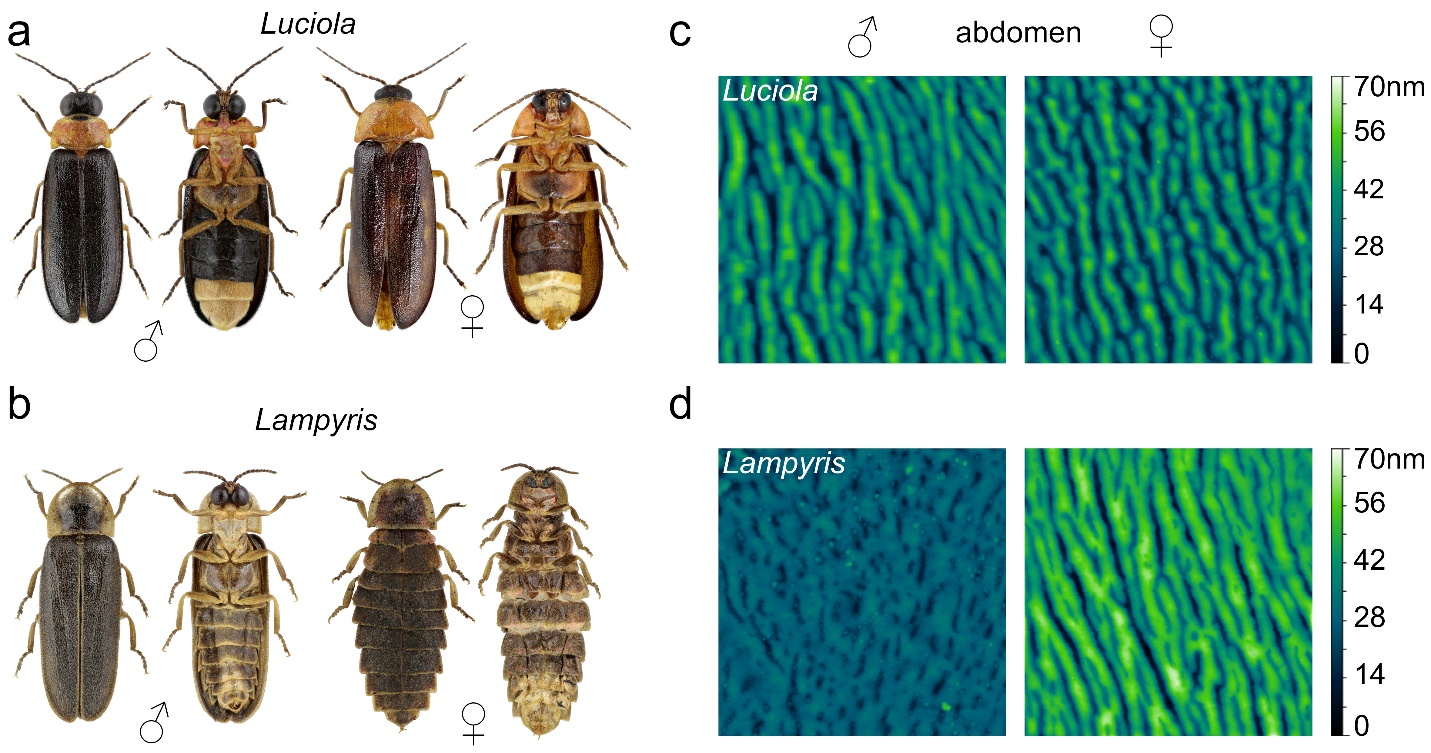 a
Luciola
♂
♀
b
Lampyris
♂
♀
c
♂ abdomen ♀
Luciola
70nm
56
42
28
14
0
d
Lampyris
70nm
56
42
28
14
0